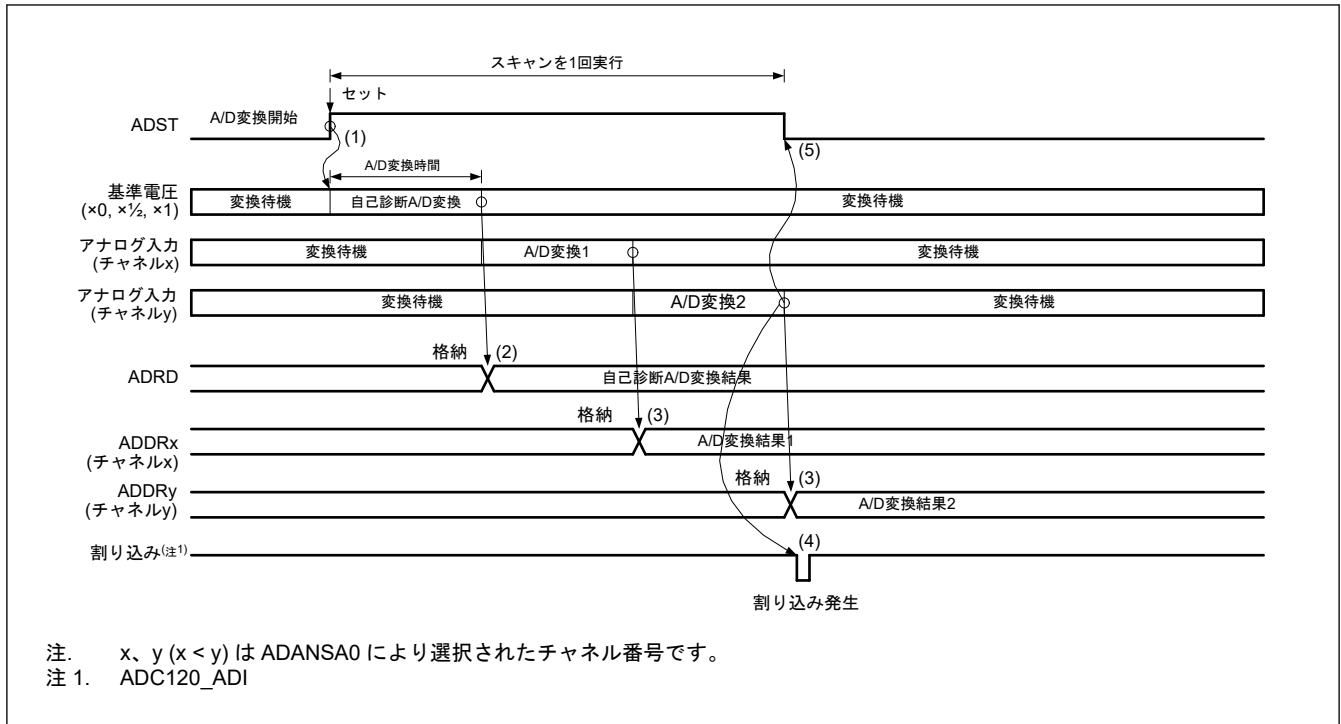 スキャンを1回実行
セット
A/D変換開始
ADST
(1)
(5)
A/D変換時間
基準電圧
(×0, ×½, ×1)
変換待機
自己診断A/D変換
変換待機
アナログ入力
(チャネルx)
変換待機
A/D変換1
変換待機
アナログ入力
(チャネルy)
変換待機
A/D変換2
変換待機
格納
(2)
ADRD
自己診断A/D変換結果
格納
(3)
ADDRx
(チャネルx)
A/D変換結果1
格納
(3)
ADDRy
(チャネルy)
A/D変換結果2
割り込み(注1)
(4)
割り込み発生
注. x、y (x < y) は ADANSA0 により選択されたチャネル番号です。
注 1. ADC120_ADI